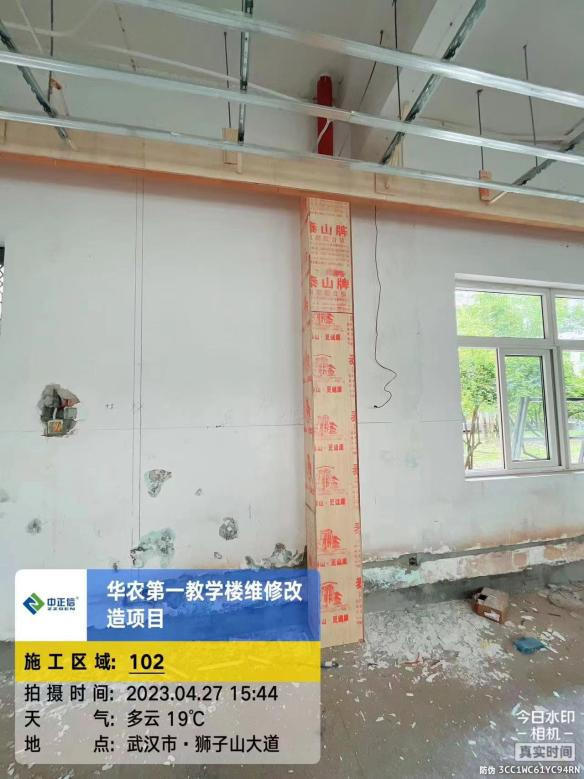 泰山牌
泰山牌
中正信
ZZGEN
华农第一教学楼维修改
造项目
施工区域: 102
拍摄时间: 2023.04.27 15:44
天 气: 多云 19℃
地 点: 武汉市·狮子山大道
今日水印
相机
真实时间
防伪 3CC1WC61YC94RN